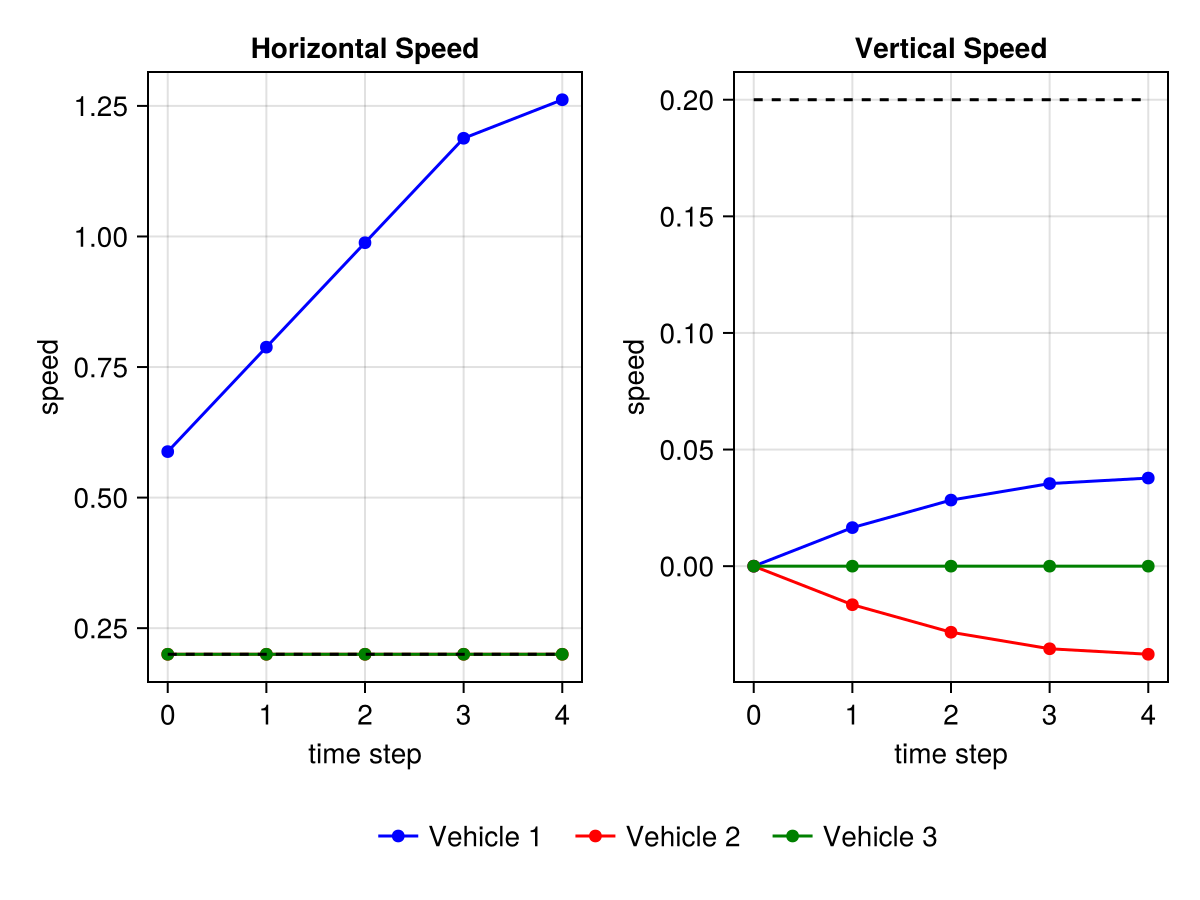 Horizontal Speed
1.25
1.00
0.75
0.50
0.25
speed
0 1 2 3 4
time step
Vertical Speed
0.20
0.15
0.10
0.05
0.00
speed
0 1 2 3 4
time step
Vehicle 1 Vehicle 2 Vehicle 3